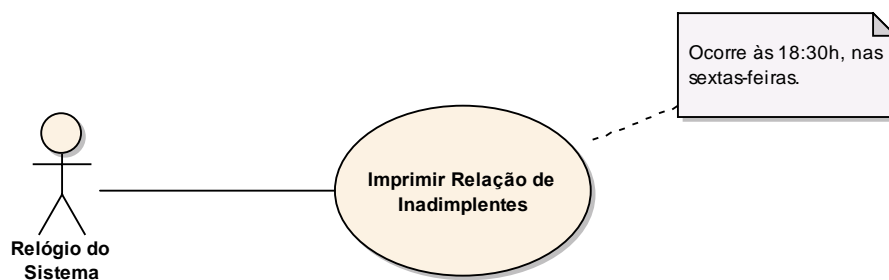 Ocorre às 18:30h, nas
sextas-feiras.
Imprimir Relação de
Inadimplentes
Relógio do
Sistema